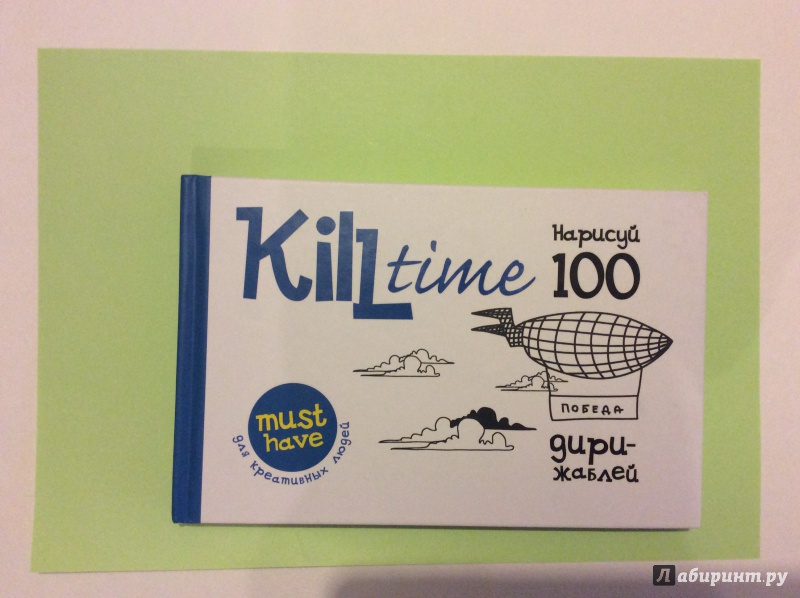 Kill time
Нарисуй
100
ПОБЕДА
дири-
жаблей
must
have
для креативных людей
Лабиринт.ру